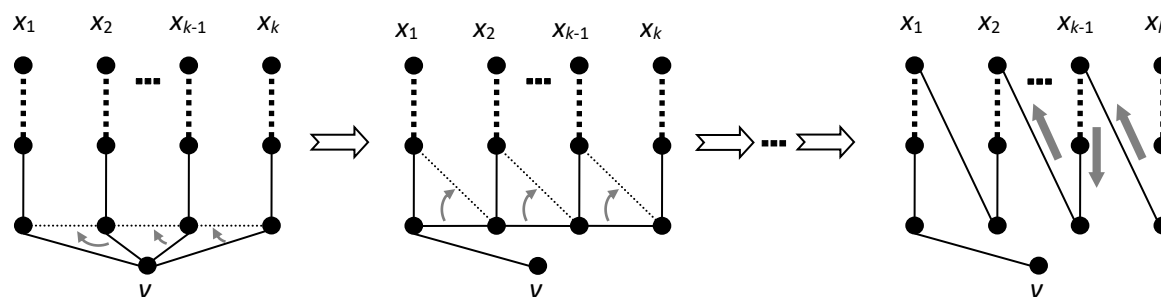 x₁ x₂ ... xₖ₋₁ xₖ
v
x₁ x₂ ... xₖ₋₁ xₖ
v
...
x₁ x₂ ... xₖ₋₁
v